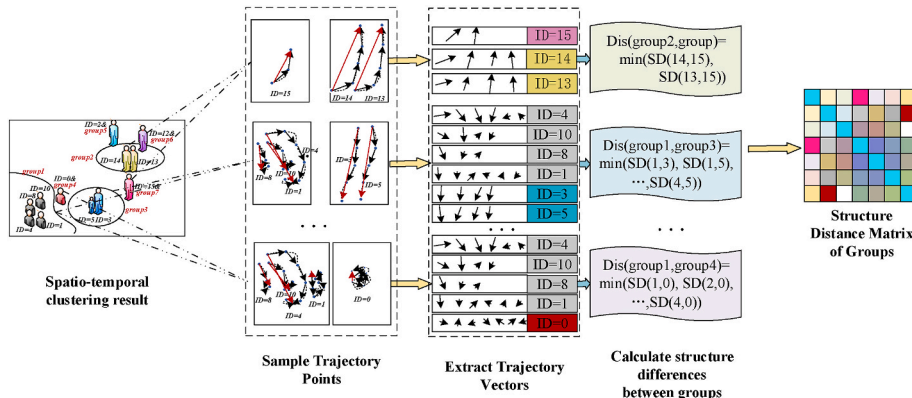 ID=2&
group5
ID=12&
group6
group2
ID=14
ID=13
group1
ID=10
ID=8
ID=0&
group4
ID=15&
group7
ID=5
ID=3
group3
ID=4
ID=1
Spatio-temporal
clustering result
ID=15
ID=14
ID=13
ID=8
ID=10
ID=4
ID=1
ID=3
ID=5
...
ID=8
ID=10
ID=1
ID=4
ID=0
Sample Trajectory
Points
ID=15
ID=14
ID=13
ID=4
ID=10
ID=8
ID=1
ID=3
ID=5
...
ID=4
ID=10
ID=8
ID=1
ID=0
Extract Trajectory
Vectors
Dis(group2,group)=
min(SD(14,15),
SD(13,15))
Dis(group1,group3)=
min(SD(1,3), SD(1,5),
…,SD(4,5))
...
Dis(group1,group4)=
min(SD(1,0), SD(2,0),
…,SD(4,0))
Calculate structure
differences
between groups
Structure
Distance Matrix
of Groups